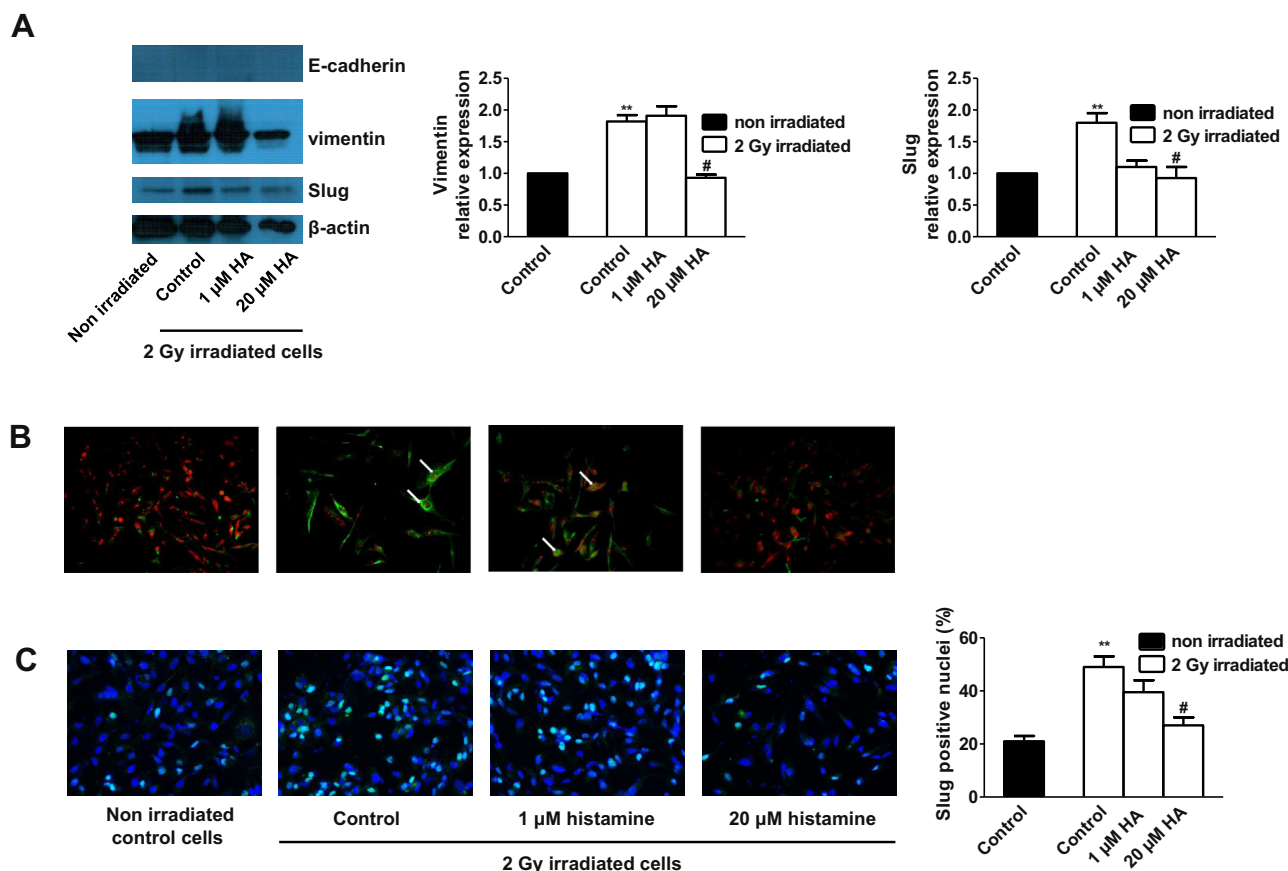 A
E-cadherin
vimentin
Slug
β-actin
Non irradiated
Control
1 µM HA
20 µM HA
2 Gy irradiated cells
Vimentin
relative expression
2.5
2.0
1.5
1.0
0.5
0.0
**
#
non irradiated
2 Gy irradiated
Control
Control
1 µM HA
20 µM HA
Slug
relative expression
2.5
2.0
1.5
1.0
0.5
0.0
**
#
non irradiated
2 Gy irradiated
Control
Control
1 µM HA
20 µM HA
B
C
Non irradiated
control cells
Control
1 µM histamine
20 µM histamine
2 Gy irradiated cells
Slug positive nuclei (%)
60
40
20
0
**
#
non irradiated
2 Gy irradiated
Control
Control
1 µM HA
20 µM HA